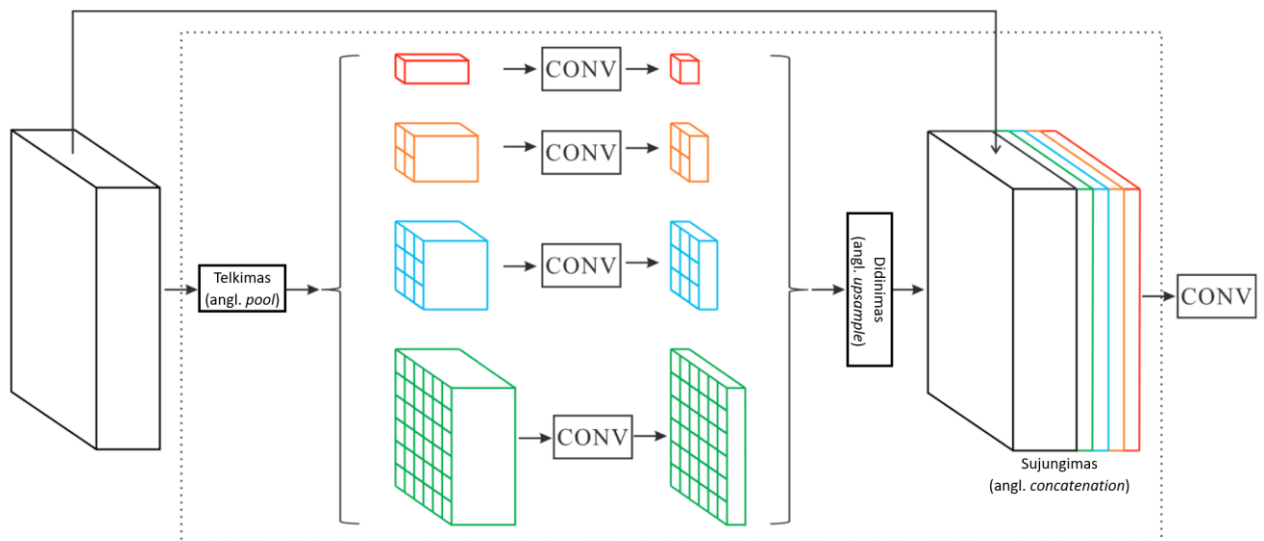 CONV
CONV
CONV
CONV
Telkimas
(angl. pool)
Didinimas
(angl. upsample)
Sujungimas
(angl. concatenation)
CONV